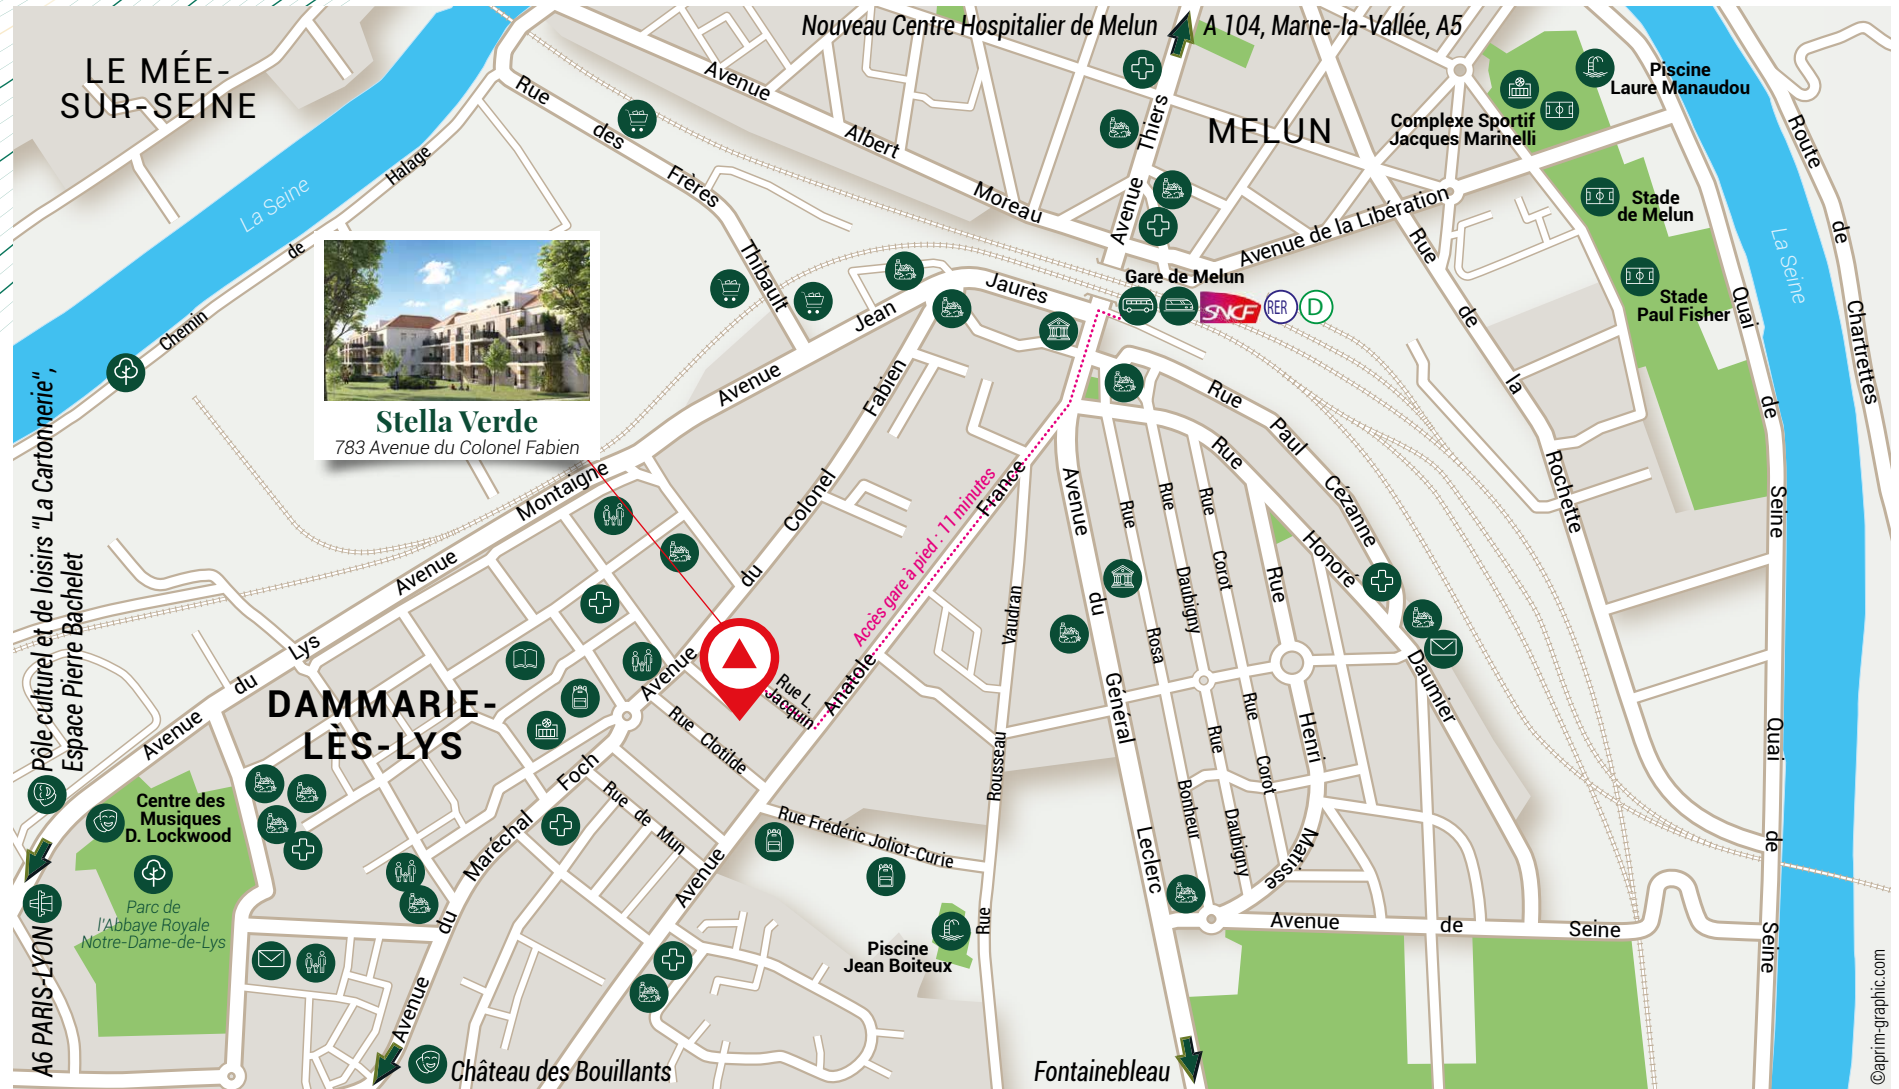 Nouveau Centre Hospitalier de Melun
A 104, Marne-la-Vallée, A5
LE MÉE-
SUR-SEINE
La Seine
Chemin
de
Halage
Rue
des
Frères
Thibault
Avenue
Albert
Moreau
Avenue
Thiers
MELUN
Piscine
Laure Manaudou
Complexe Sportif
Jacques Marinelli
Stade
de Melun
Stade
Paul Fisher
Route
de
Chartrettes
La Seine
Quai
de
Seine
Quai
de
Seine
Avenue de la Libération
Rue
de
la
Rochette
Gare de Melun
SNCF
RER
D
Stella Verde
783 Avenue du Colonel Fabien
Avenue
Jean
Jaurès
Avenue
du
Colonel
Fabien
Avenue
du
Lys
Avenue
Montaigne
Accès gare à pied : 11 minutes
Avenue
Anatole
France
Rue L.
Jacquin
Rue Clotilde
Rue de Mun
Rue
Paul
Cézanne
Rue
Honoré
Daumier
Avenue
du
Général
Leclerc
Rue
Rosa
Bonheur
Rue
Daubigny
Rue
Daubigny
Rue
Corot
Rue
Corot
Rue
Henri
Matisse
Vaudran
Rue
Rousseau
Rue Frédéric Joliot-Curie
Piscine
Jean Boiteux
Avenue
de
Seine
DAMMARIE-
LÈS-LYS
Avenue
du
Maréchal
Foch
Pôle culturel et de loisirs "La Cartonnerie",
Espace Pierre Bachelet
Centre des
Musiques
D. Lockwood
Parc de
l'Abbaye Royale
Notre-Dame-de-Lys
A6 PARIS-LYON
Château des Bouillants
Fontainebleau
©aprim-graphic.com